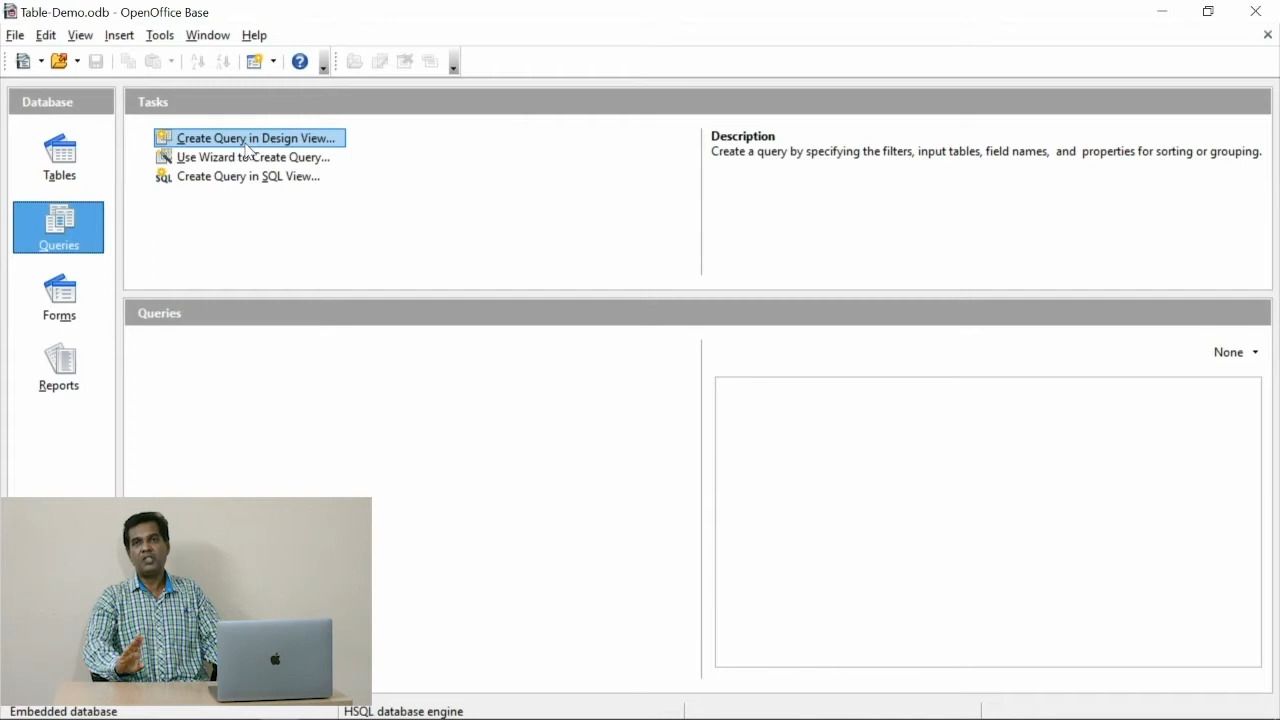 Table-Demo.odb - OpenOffice Base
File Edit View Insert Tools Window Help
Database
Tasks
Create Query in Design View...
Use Wizard to Create Query...
SQL Create Query in SQL View...
Description
Create a query by specifying the filters, input tables, field names, and properties for sorting or grouping.
Tables
Queries
Forms
Reports
Queries
None
Embedded database
HSQL database engine